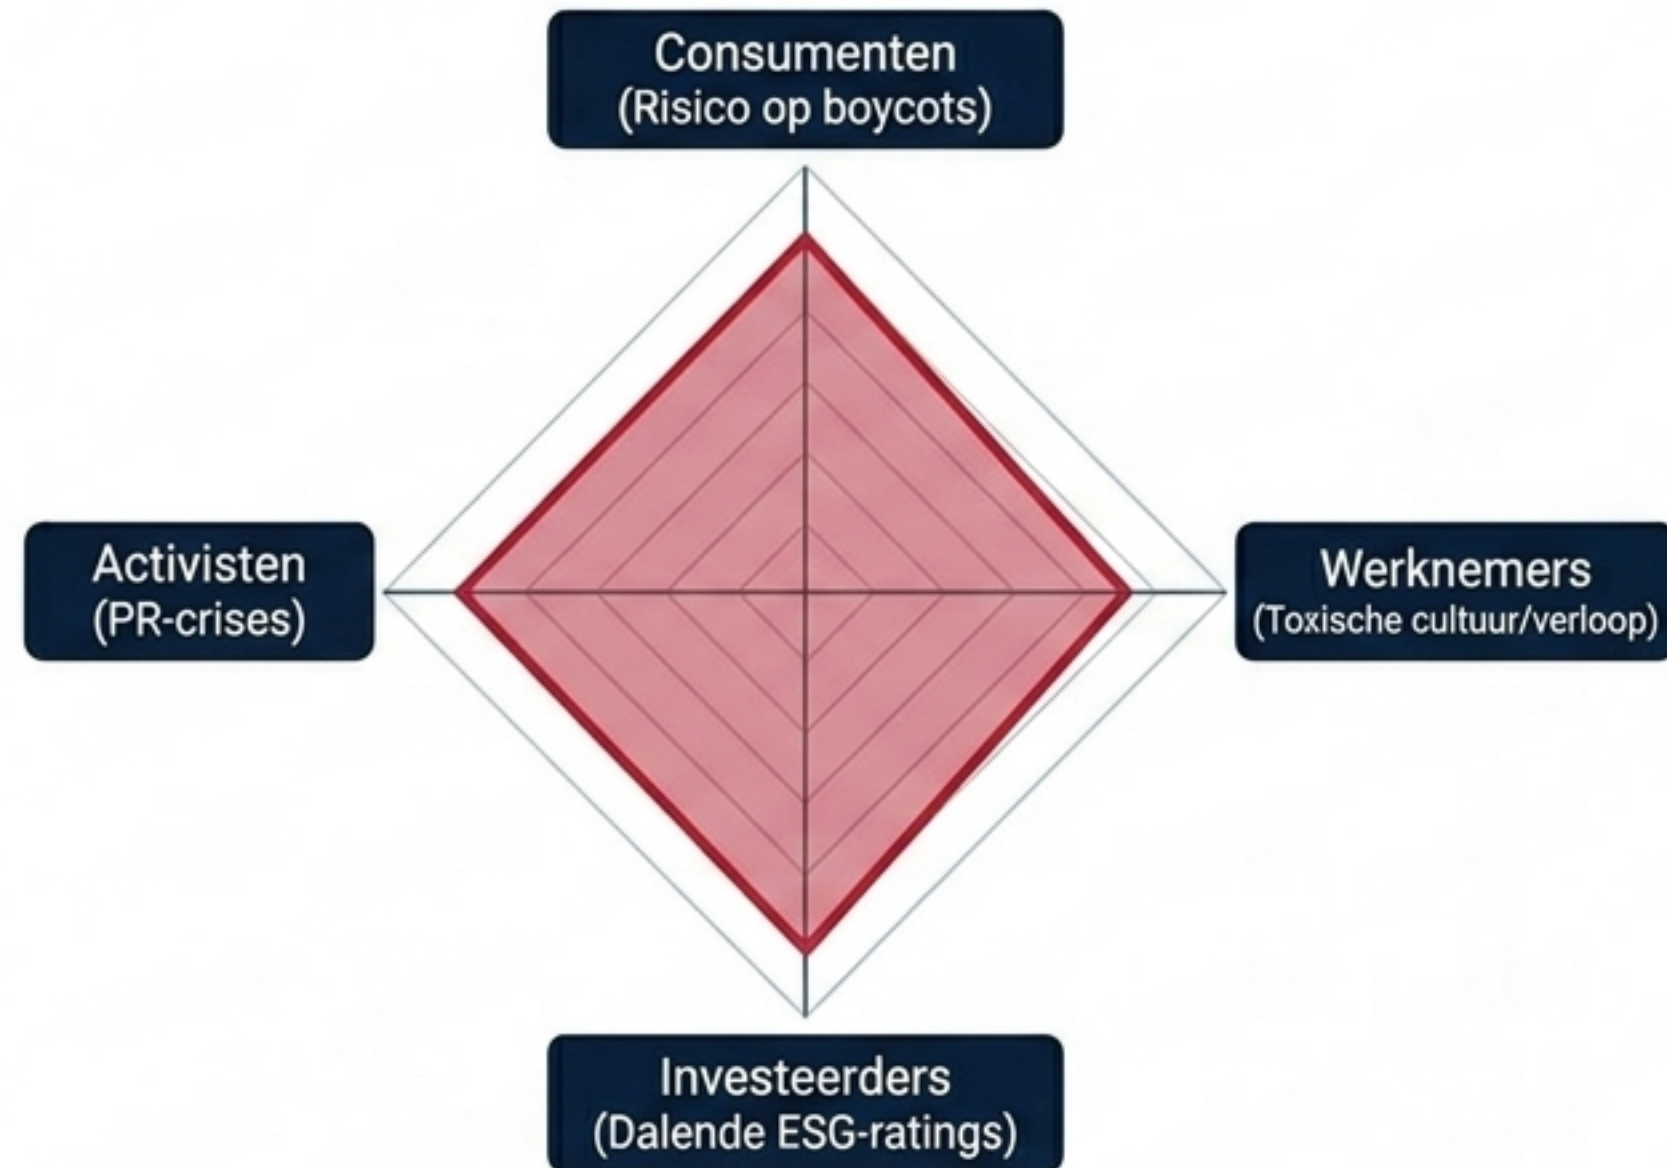 Consumenten
(Risico op boycots)
Activisten
(PR-crises)
Werknemers
(Toxische cultuur/verloop)
Investeerders
(Dalende ESG-ratings)